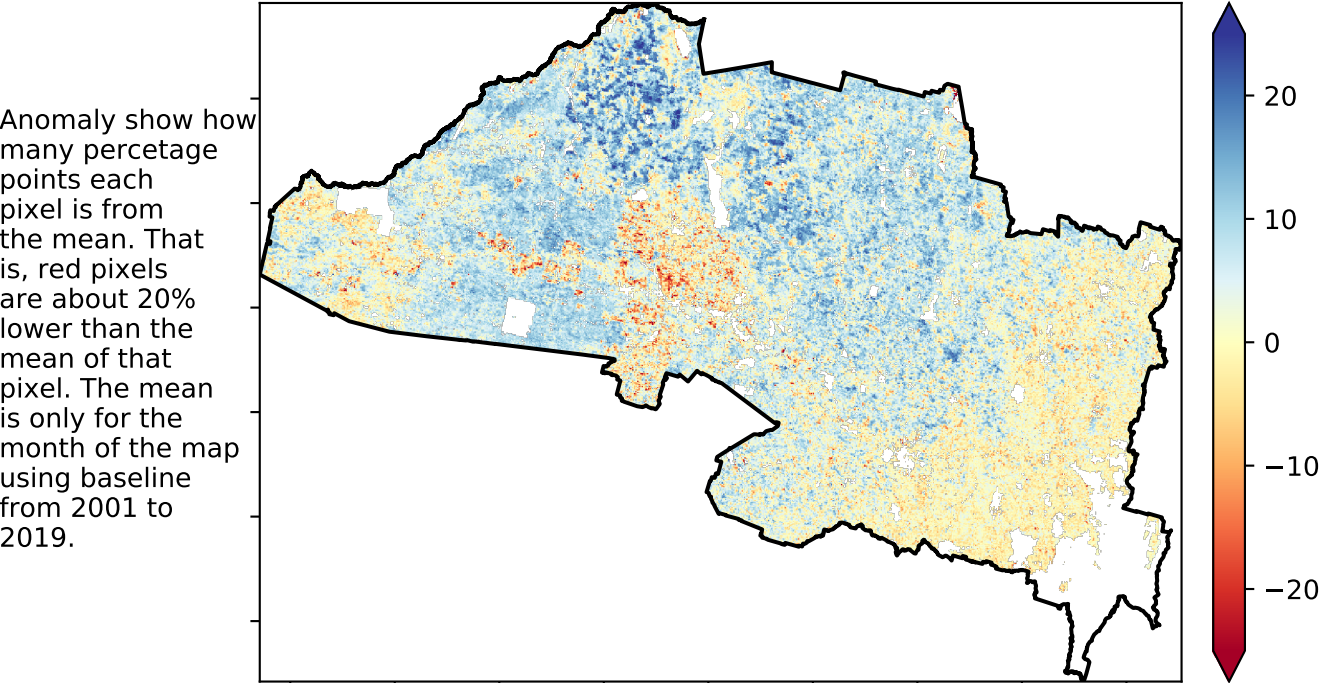 Anomaly show how
many percetage
points each
pixel is from
the mean. That
is, red pixels
are about 20%
lower than the
mean of that
pixel. The mean
is only for the
month of the map
using baseline
from 2001 to
2019.
20
10
0
−10
−20